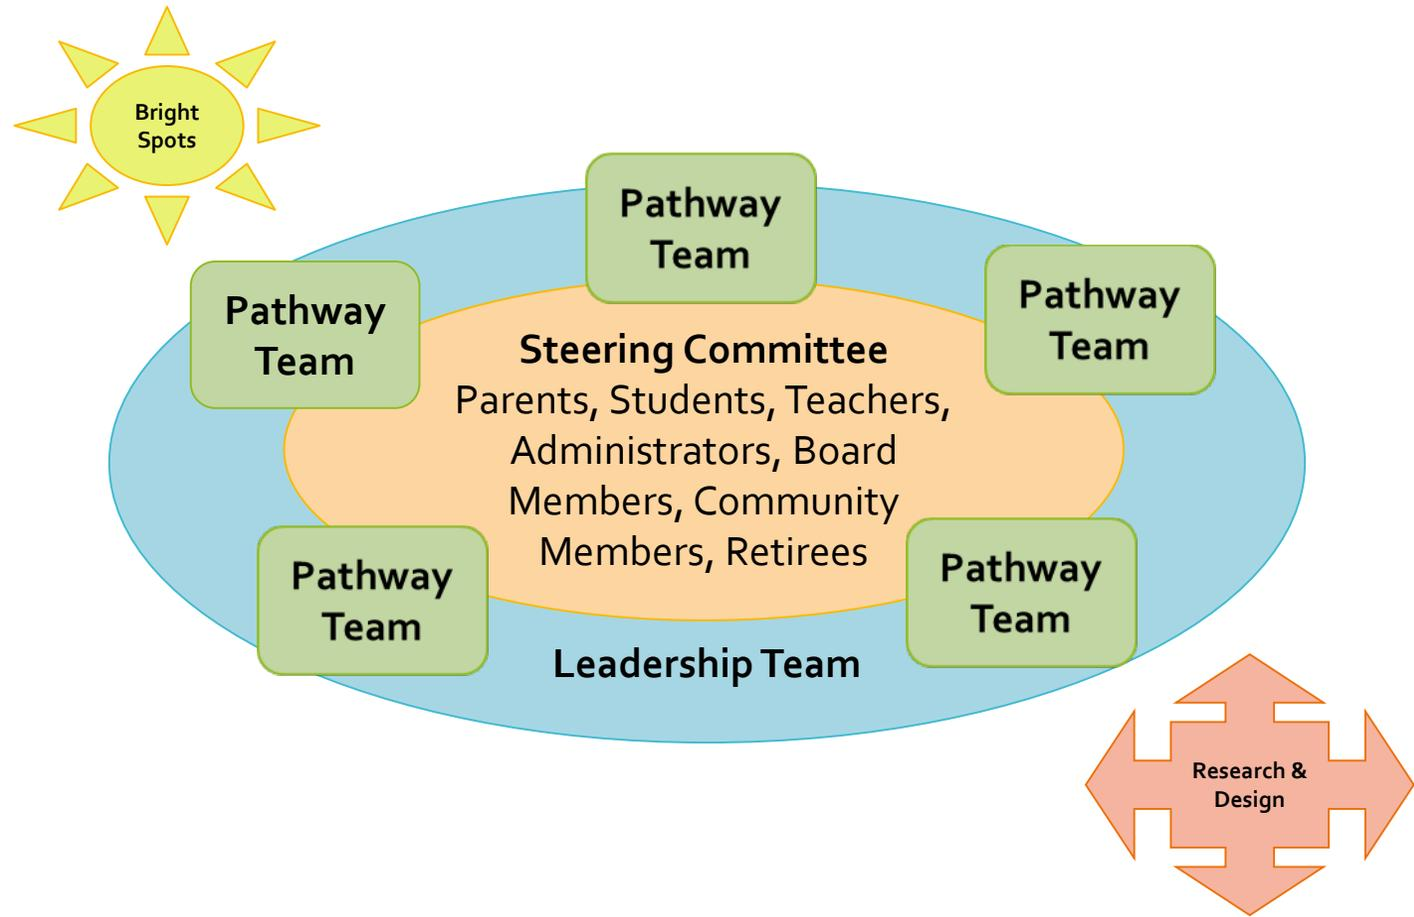 Bright
Spots
Pathway
Team
Pathway
Team
Pathway
Team
Steering Committee
Parents, Students, Teachers,
Administrators, Board
Members, Community
Members, Retirees
Pathway
Team
Pathway
Team
Leadership Team
Research &
Design